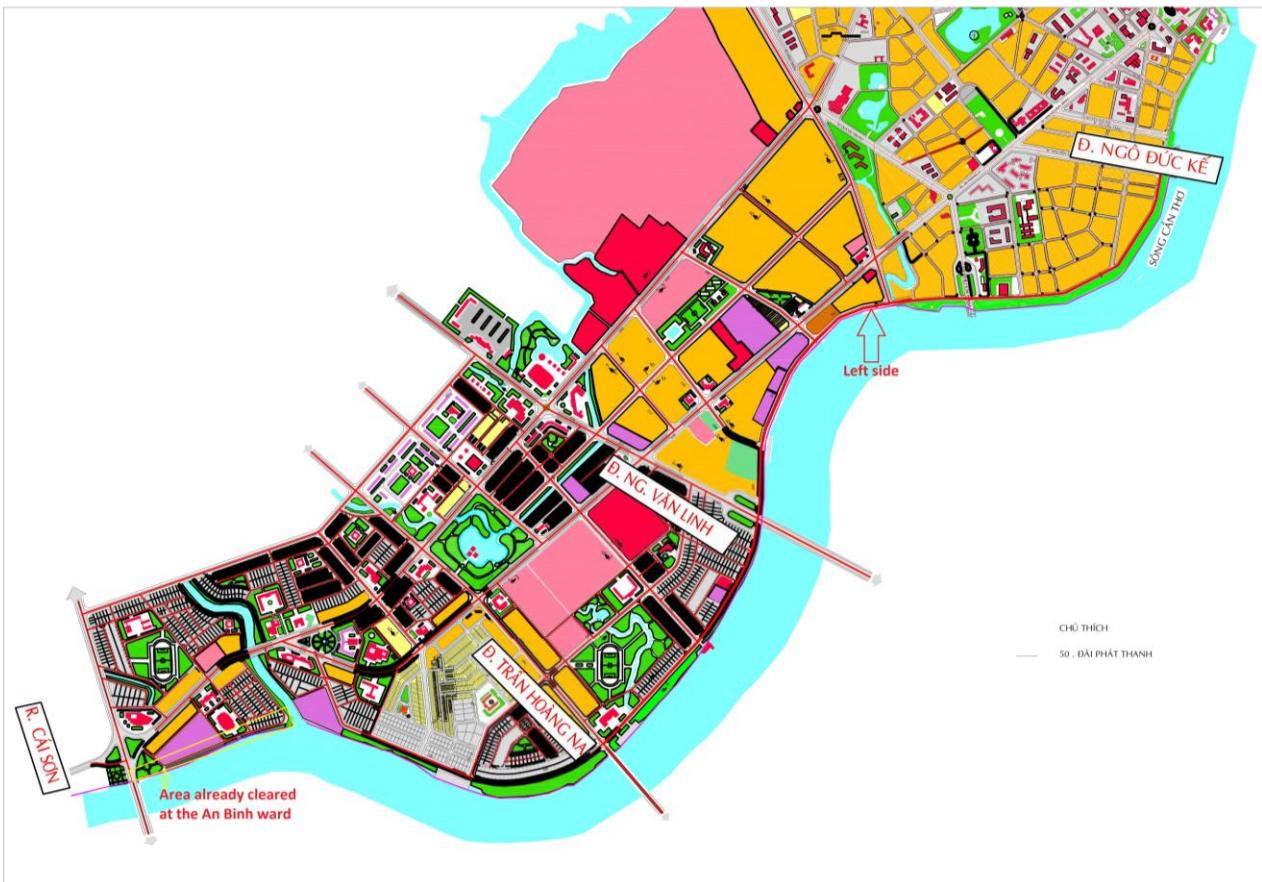 Đ. NGÔ ĐỨC KẾ
SÔNG CẦN THƠ
Left side
Đ. NG. VĂN LINH
CHÚ THÍCH
50 . ĐÀI PHÁT THANH
Đ. TRẦN HOÀNG NA
R. CÁI SƠN
Area already cleared
at the An Binh ward